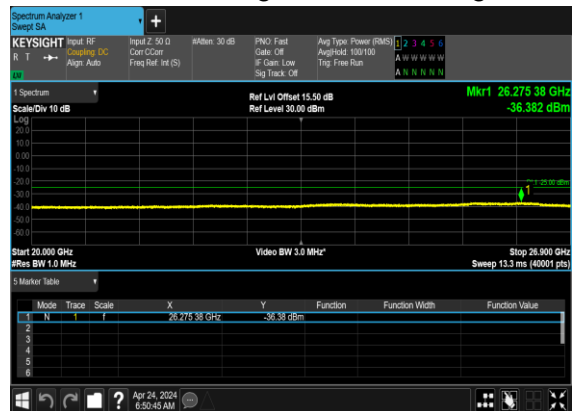 Spectrum Analyzer 1
Swept SA
+
KEYSIGHT Input: RF Input Z: 50 Ω #Atten: 30 dB PNO: Fast Avg Type: Power (RMS) 1 2 3 4 5 6
R T Coupling: DC Corr CCorr Gate: Off Avg|Hold: 100/100 A W W W W W
Align: Auto Freq Ref: Int (S) IF Gain: Low Trig: Free Run
Sig Track: Off A N N N N N
1 Spectrum Ref Lvl Offset 15.50 dB Mkr1 26.275 38 GHz
Scale/Div 10 dB Ref Level 30.00 dBm -36.382 dBm
Log
20.0
10.0
0.00
-10.0
-20.0
-25.00 dBm
-30.0
1
-40.0
-50.0
-60.0
Start 20.000 GHz Video BW 3.0 MHz* Stop 26.900 GHz
#Res BW 1.0 MHz Sweep 13.3 ms (40001 pts)
5 Marker Table
Mode Trace Scale X Y Function Function Width Function Value
1 N 1 f 26.275 38 GHz -36.38 dBm
2
3
4
5
6
? Apr 24, 2024
6:50:45 AM